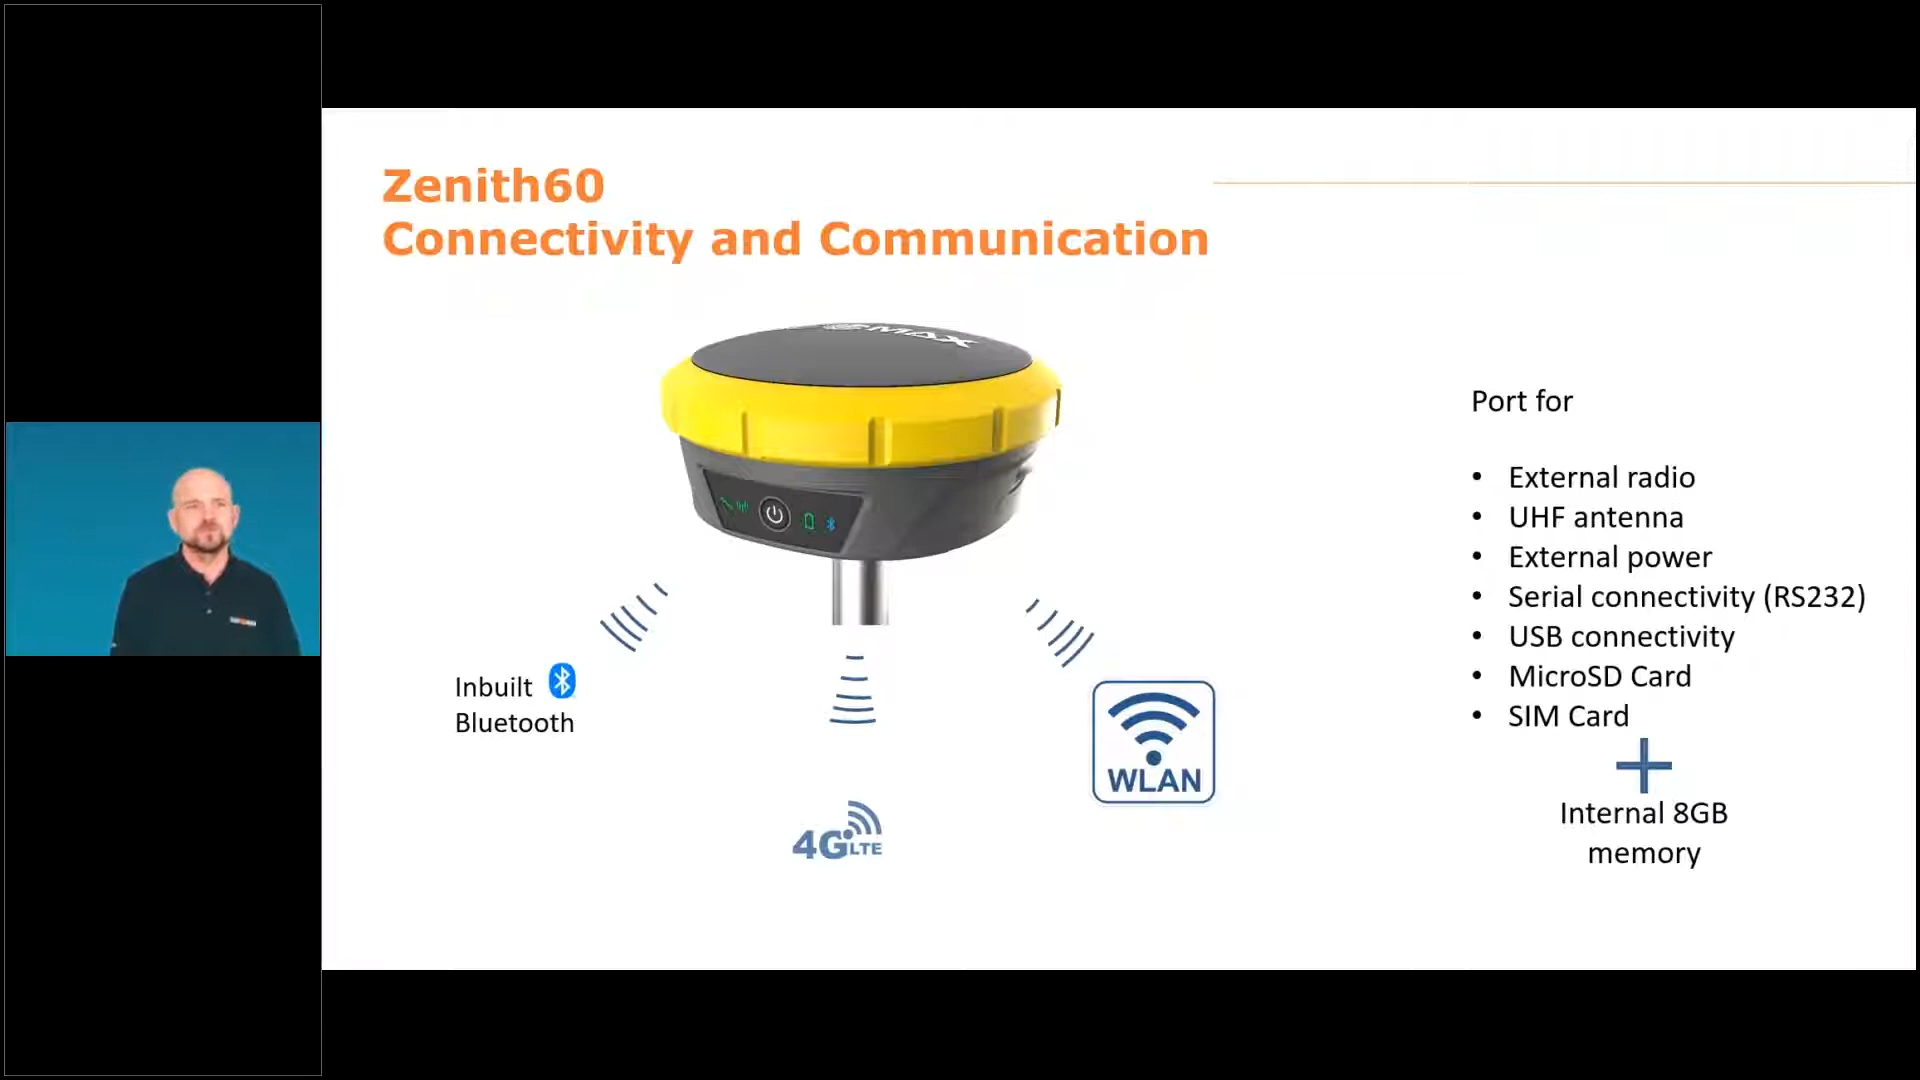 Zenith60
Connectivity and Communication
MAX
Port for
• External radio
• UHF antenna
• External power
• Serial connectivity (RS232)
• USB connectivity
• MicroSD Card
• SIM Card
Inbuilt
Bluetooth
WLAN
4G LTE
Internal 8GB
memory